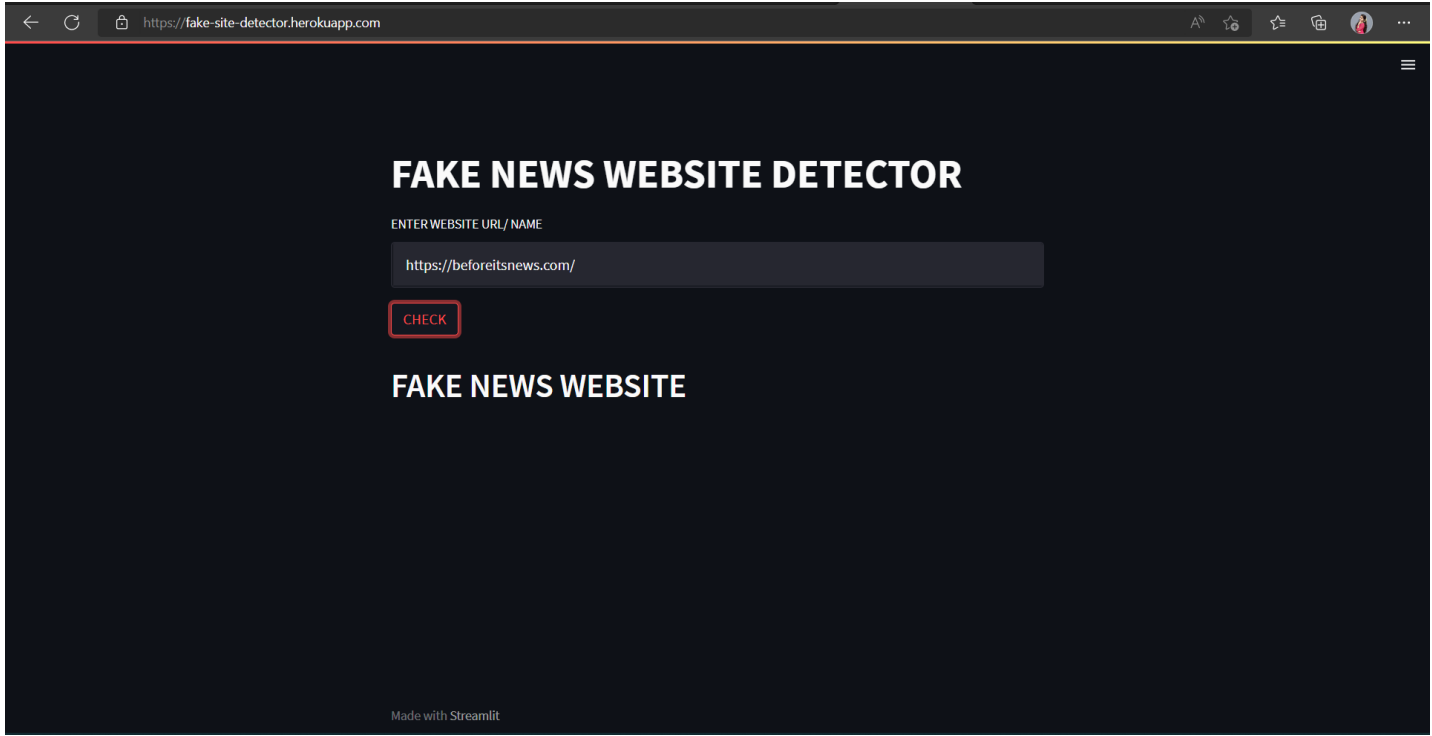 https://fake-site-detector.herokuapp.com
FAKE NEWS WEBSITE DETECTOR
ENTER WEBSITE URL/ NAME
https://beforeitsnews.com/
CHECK
FAKE NEWS WEBSITE
Made with Streamlit